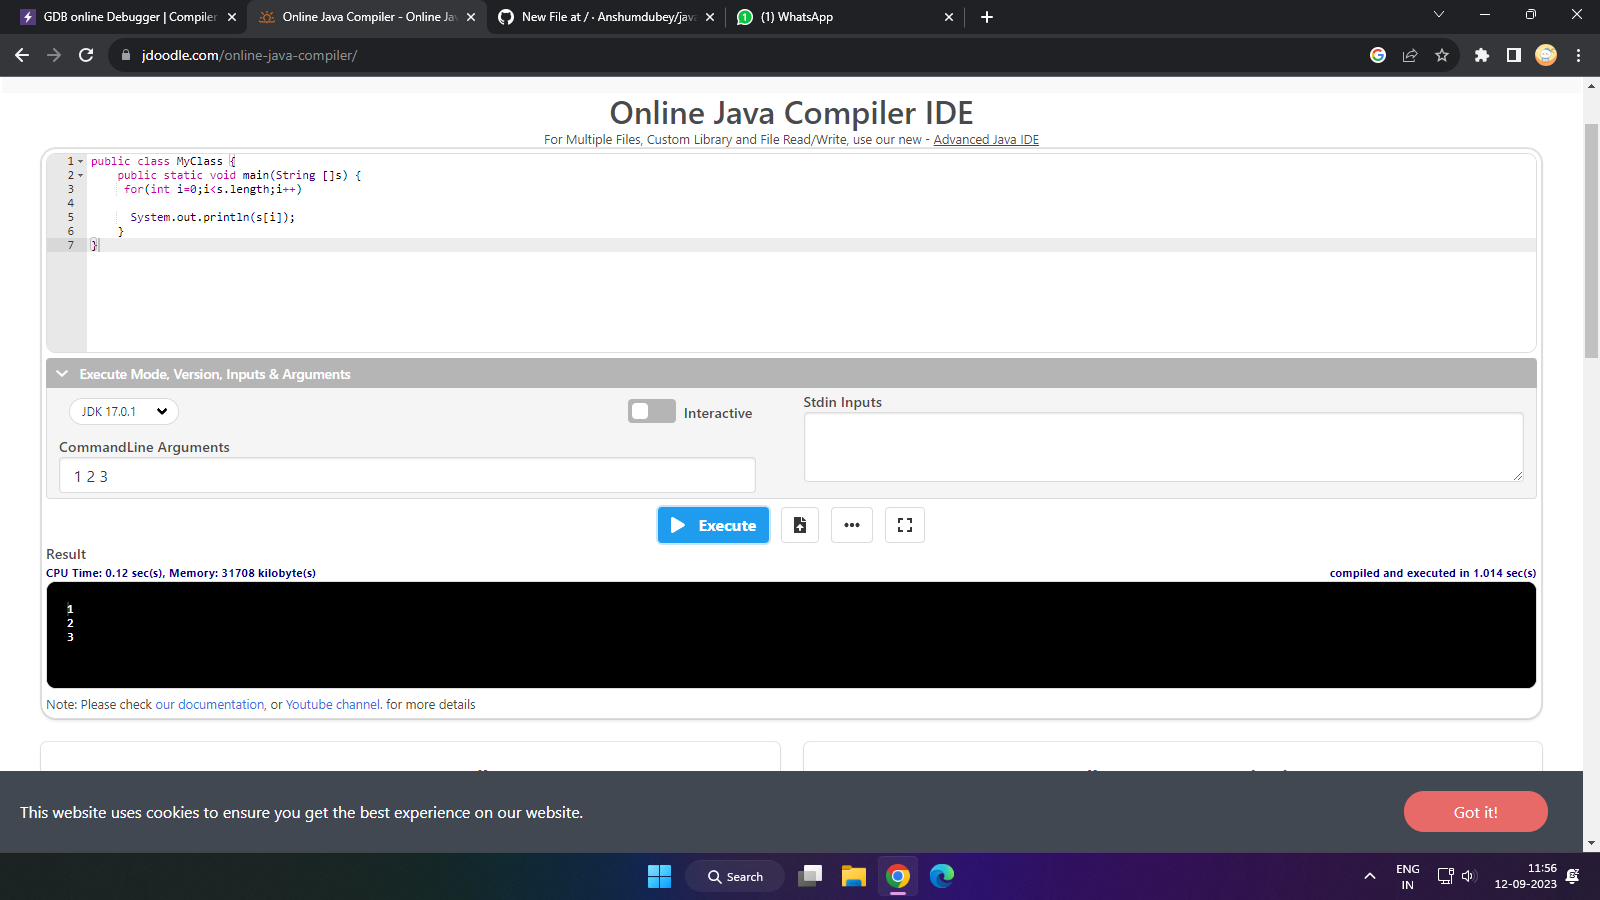 GDB online Debugger | Compiler
Online Java Compiler - Online Ja
New File at / · Anshumdubey/java
(1) WhatsApp
jdoodle.com/online-java-compiler/
Online Java Compiler IDE
For Multiple Files, Custom Library and File Read/Write, use our new - Advanced Java IDE
1 public class MyClass {
2 public static void main(String []s) {
3 for(int i=0;i<s.length;i++)
4
5 System.out.println(s[i]);
6 }
7 }
Execute Mode, Version, Inputs & Arguments
JDK 17.0.1
Interactive
Stdin Inputs
CommandLine Arguments
1 2 3
Execute
Result
CPU Time: 0.12 sec(s), Memory: 31708 kilobyte(s)
compiled and executed in 1.014 sec(s)
1
2
3
Note: Please check our documentation, or Youtube channel. for more details
This website uses cookies to ensure you get the best experience on our website.
Got it!
Search
ENG
IN
11:56
12-09-2023